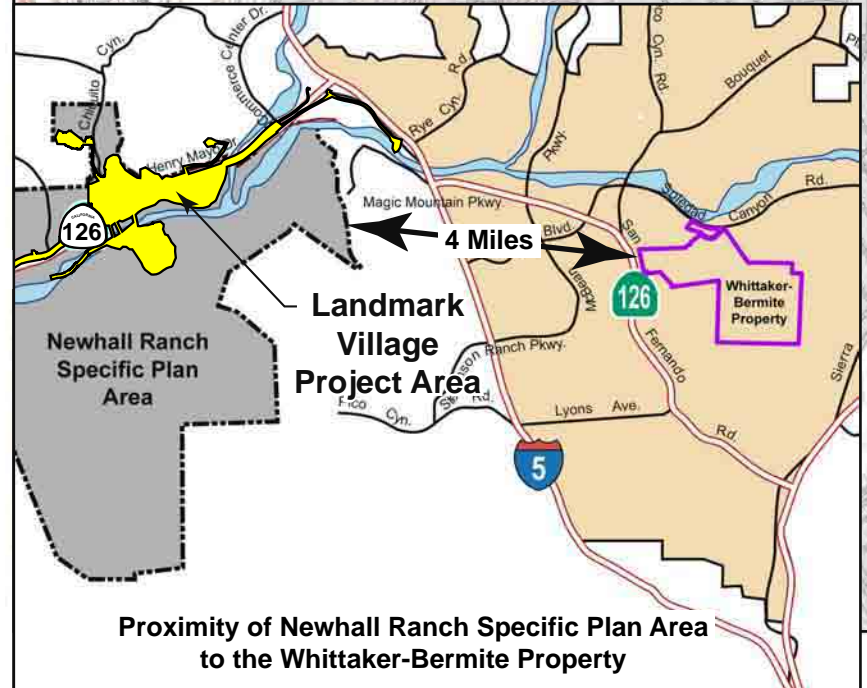 Cyn.
Chiquito
Commerce Center Dr.
Henry Mayo Dr.
CALIFORNIA
126
Rye Cyn. Rd.
Pkwy.
Cyn. Rd.
Bouquet
Magic Mountain Pkwy.
Blvd.
4 Miles
McBean
San
Fernando
Rd.
Soledad
Canyon
Rd.
126
Whittaker-
Bermite
Property
Sierra
Landmark
Village
Project Area
Newhall Ranch
Specific Plan
Area
Ranch Pkwy.
Cyn.
Rd.
Lyons Ave.
5
Proximity of Newhall Ranch Specific Plan Area
to the Whittaker-Bermite Property